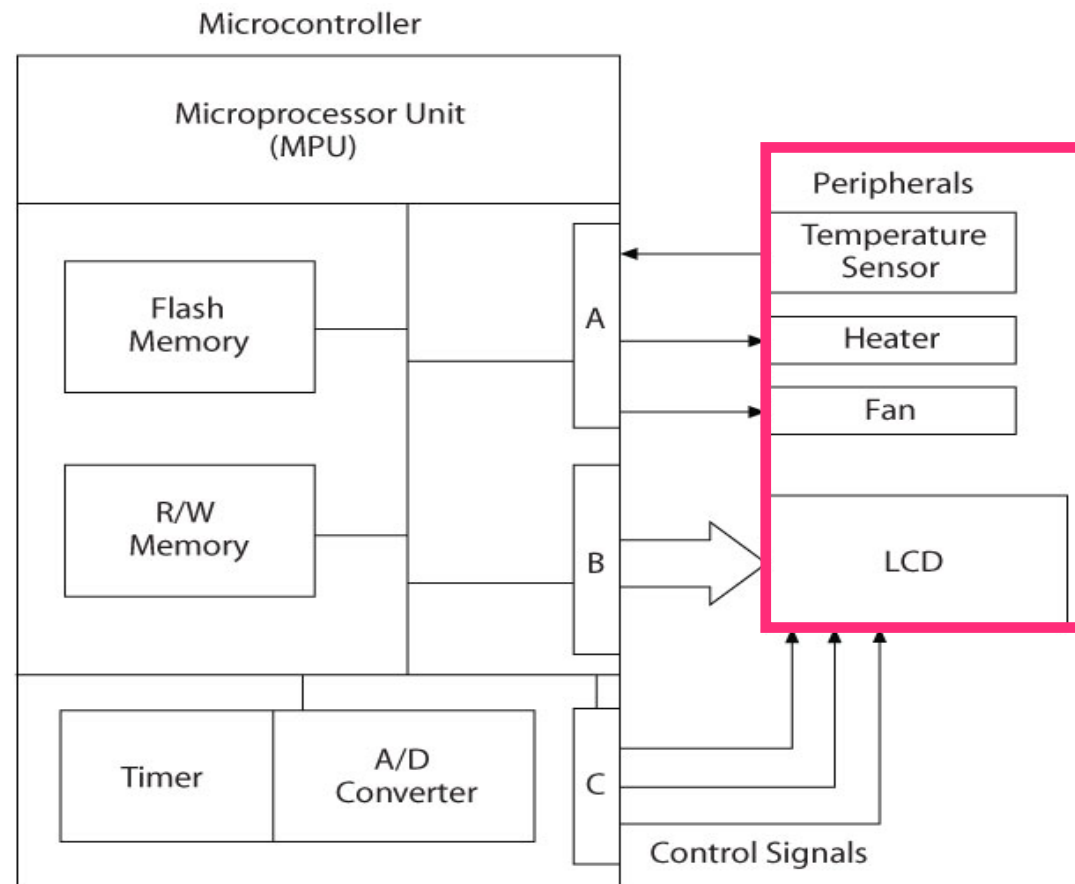 Microcontroller
Microprocessor Unit
(MPU)
Peripherals
Temperature
Sensor
Flash
Memory
A
Heater
Fan
R/W
Memory
B
LCD
Timer
A/D
Converter
C
Control Signals